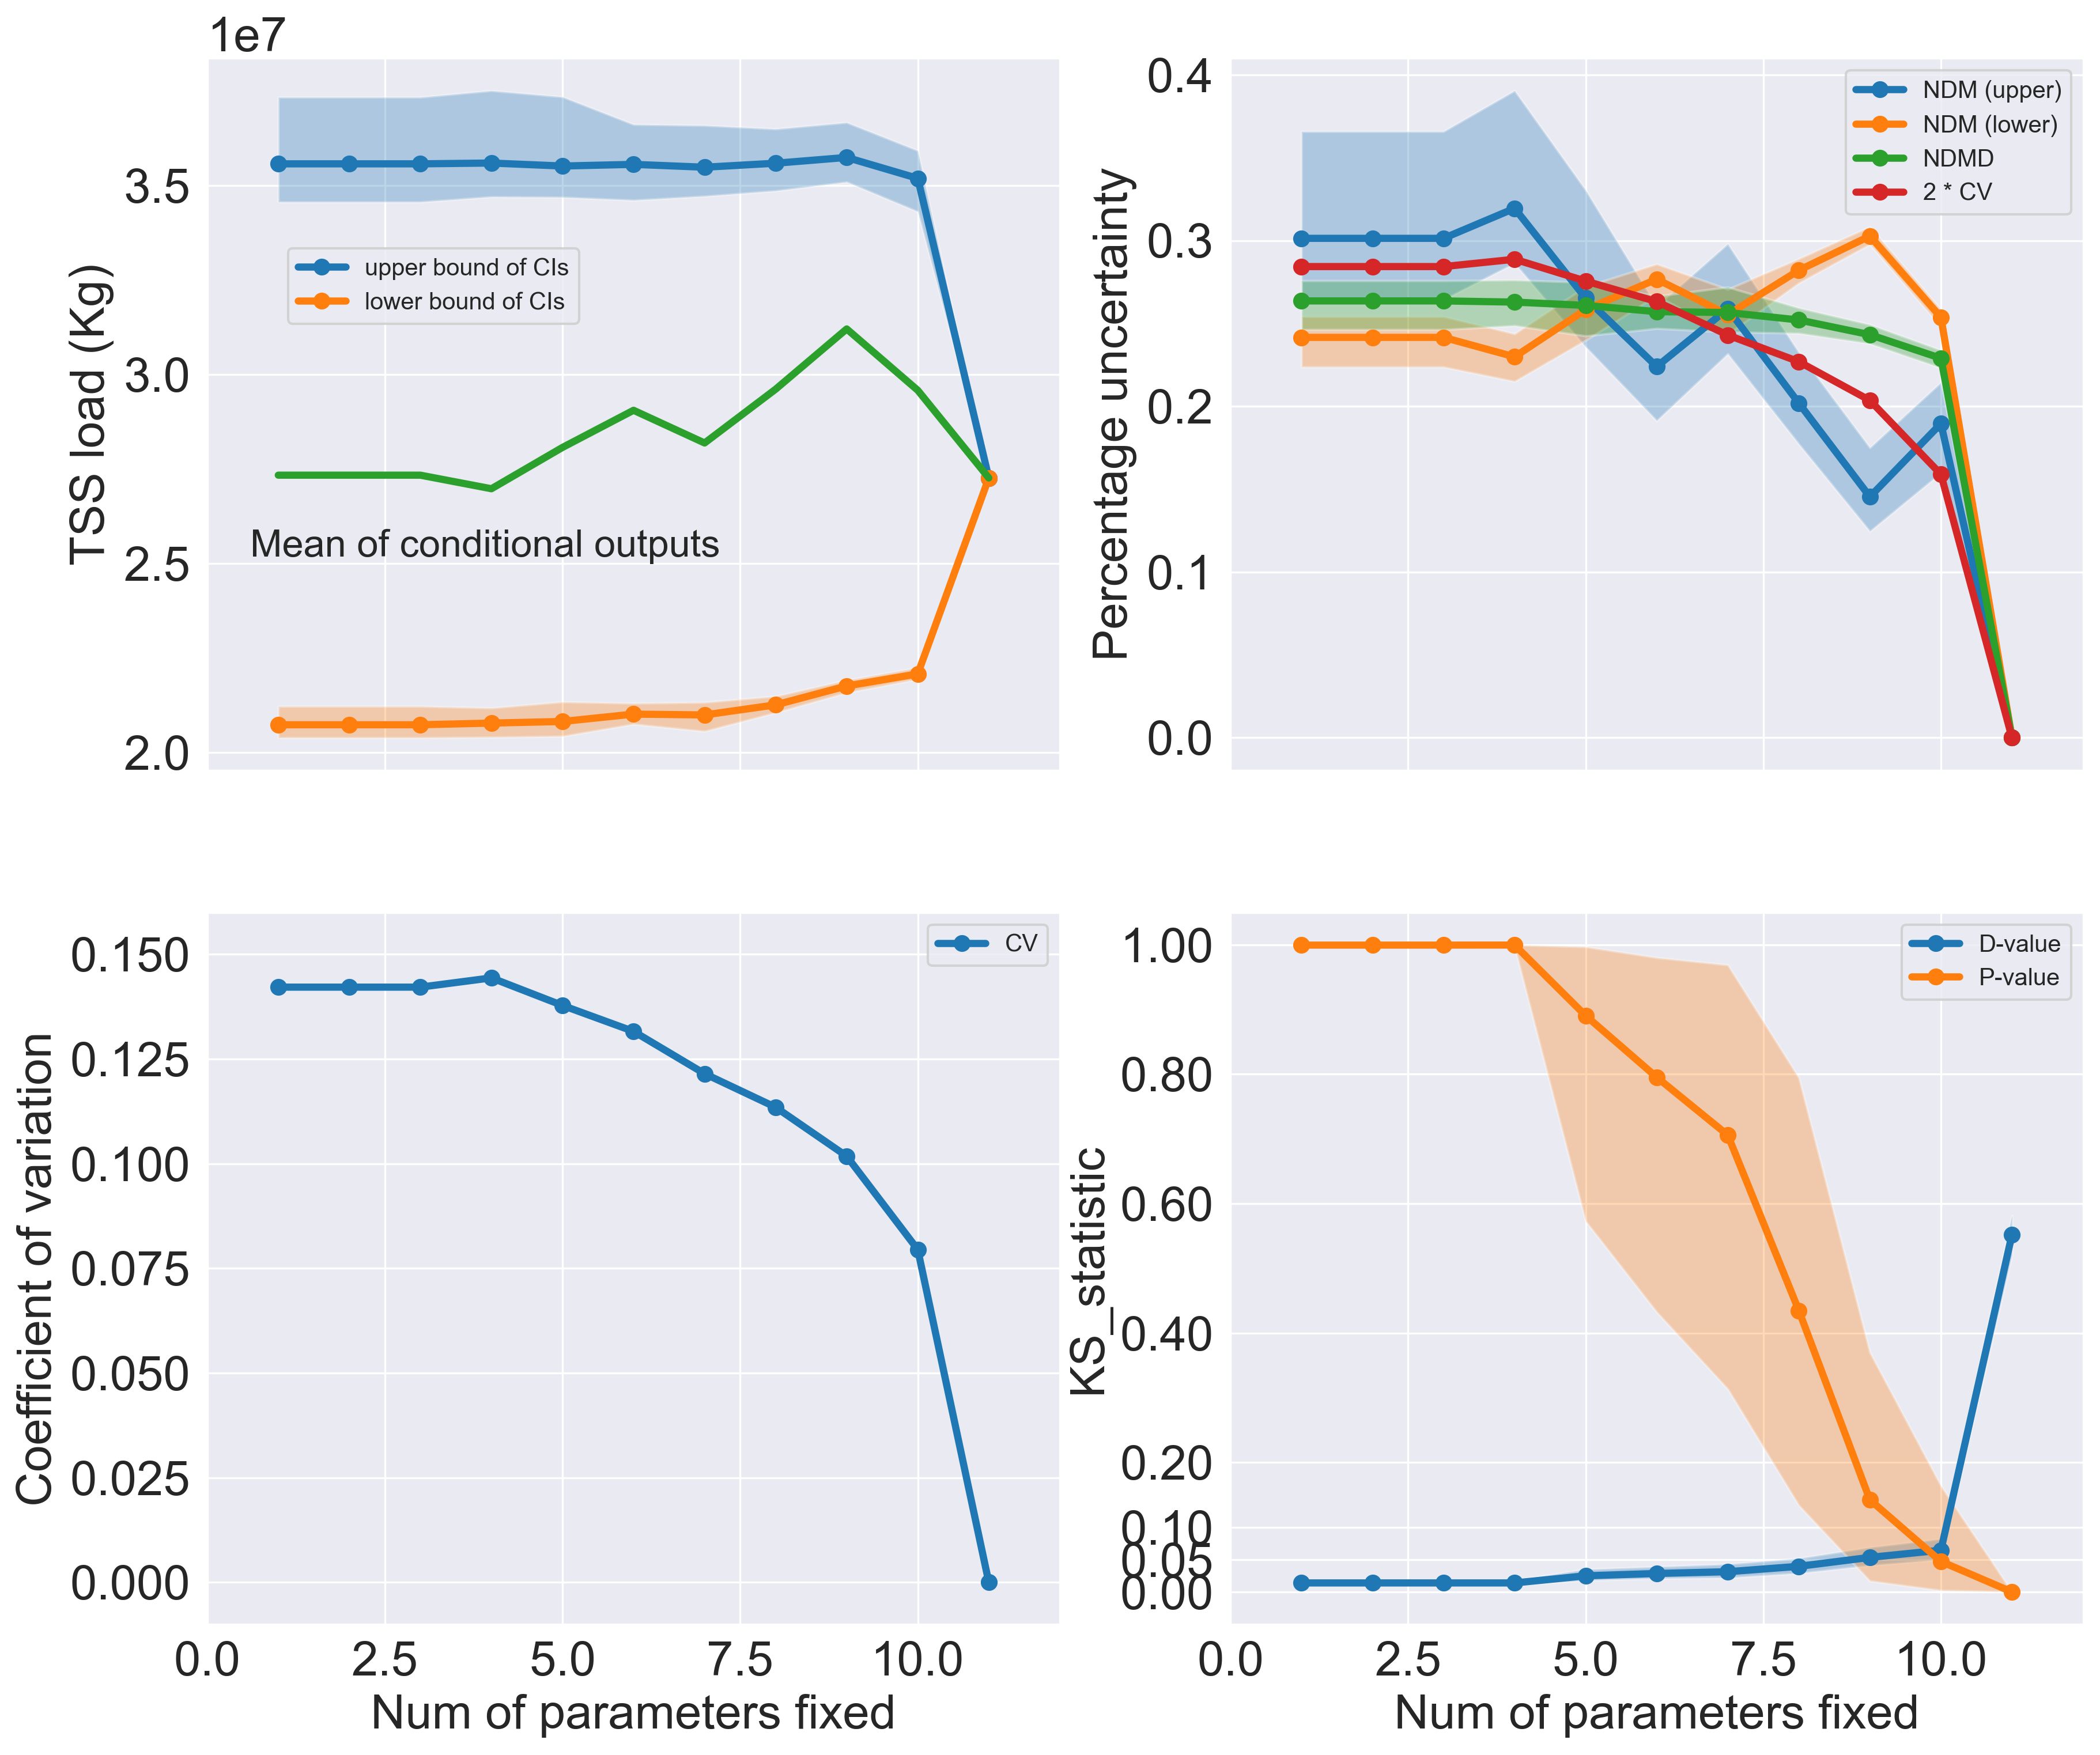 1e7
3.5
3.0
2.5
2.0
TSS load (Kg)
upper bound of CIs
lower bound of CIs
Mean of conditional outputs
0.4
0.3
0.2
0.1
0.0
Percentage uncertainty
NDM (upper)
NDM (lower)
NDMD
2 * CV
0.150
0.125
0.100
0.075
0.050
0.025
0.000
Coefficient of variation
CV
0.0 2.5 5.0 7.5 10.0
Num of parameters fixed
1.00
0.80
0.60
0.40
0.20
0.10
0.05
0.00
KS_statistic
D-value
P-value
0.0 2.5 5.0 7.5 10.0
Num of parameters fixed